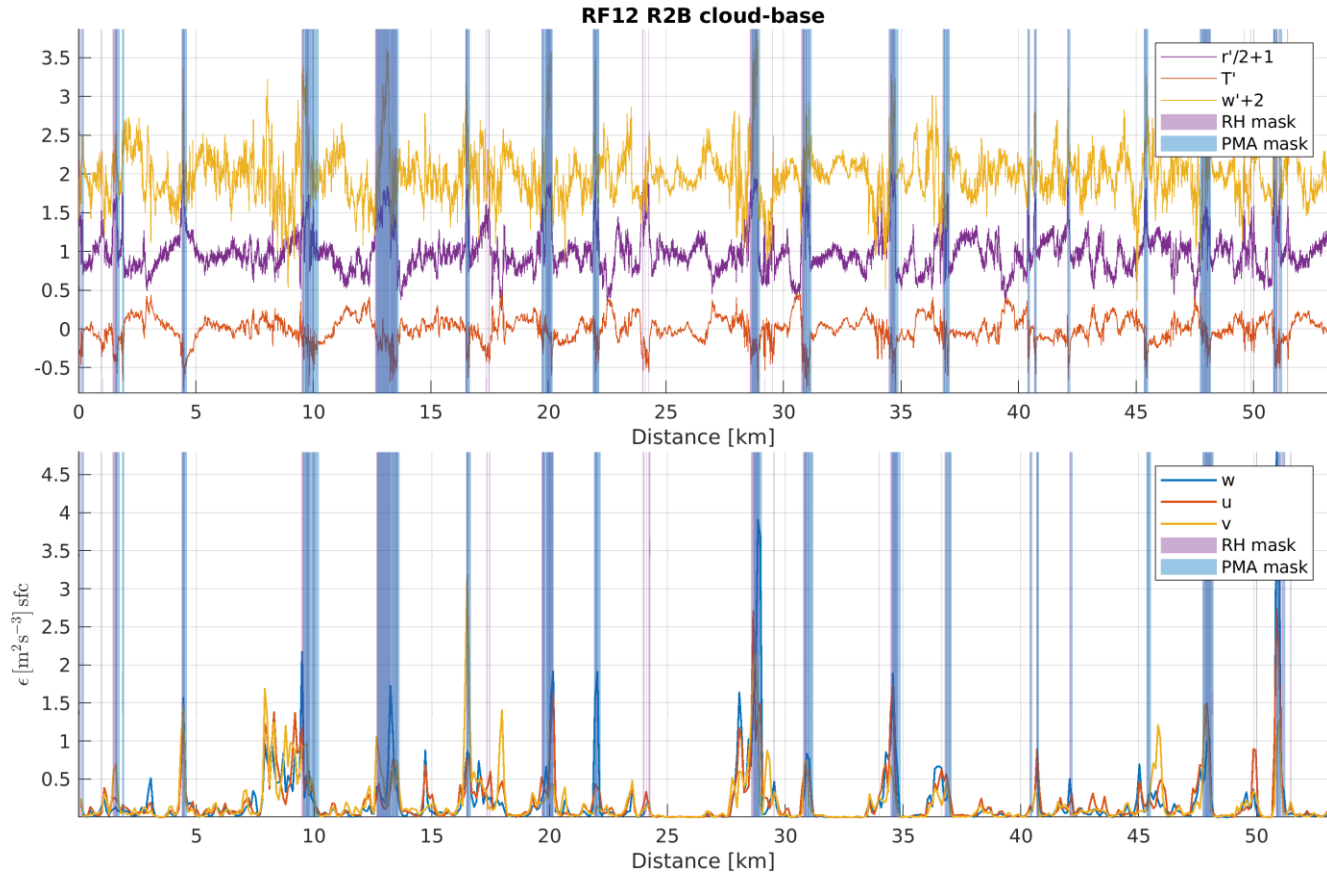 RF12 R2B cloud-base
3.5
3
2.5
2
1.5
1
0.5
0
-0.5
r'/2+1
T'
w'+2
RH mask
PMA mask
0 5 10 15 20 25 30 35 40 45 50
Distance [km]
ϵ [m²s⁻³] sfc
4.5
4
3.5
3
2.5
2
1.5
1
0.5
w
u
v
RH mask
PMA mask
5 10 15 20 25 30 35 40 45 50
Distance [km]